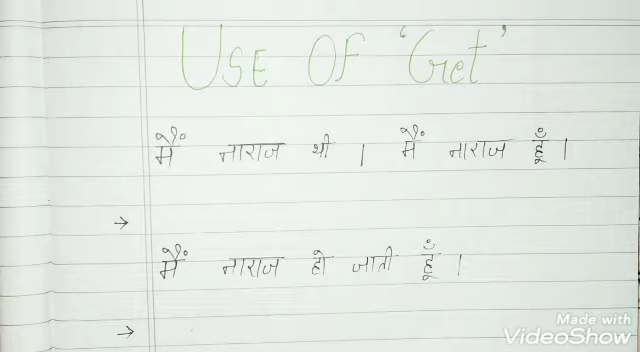 USE OF 'Get'
मैं नाराज थी । मैं नाराज हूँ ।
→
मैं नाराज हो जाती हूँ ।
→
Made with
VideoShow